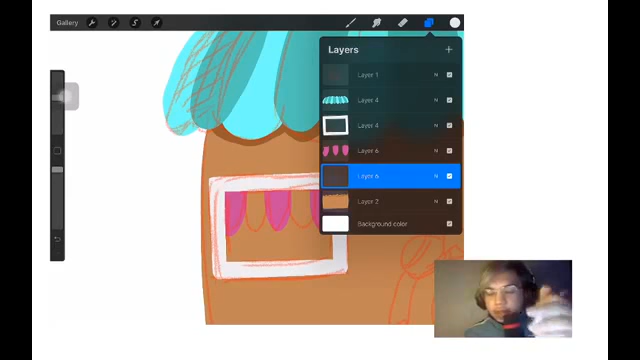 Gallery
Layers
Layer 1 N
Layer 4 N
Layer 4 N
Layer 6 N
Layer 6 N
Layer 2 N
Background color